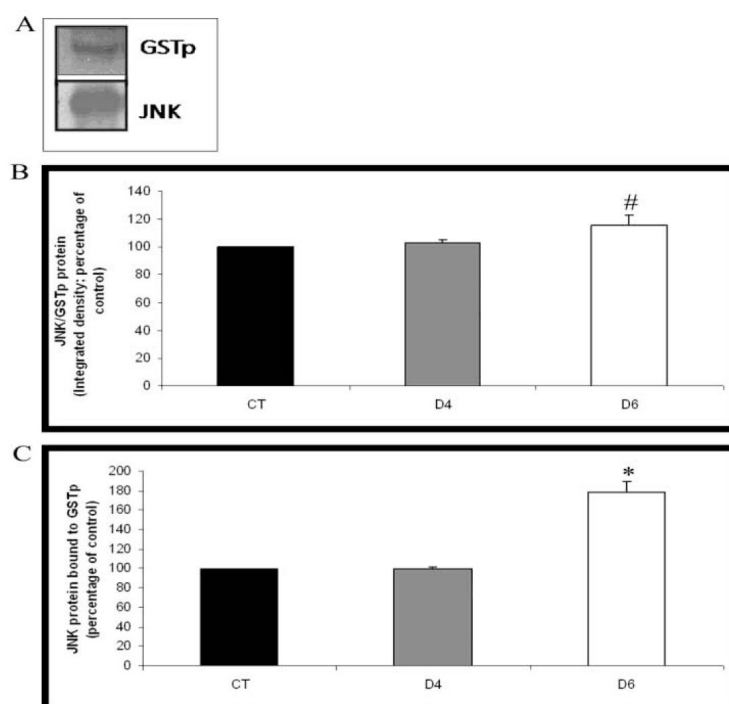 A
GSTp
JNK
B
JNK/GSTp protein
(Integrated density; percentage of
control)
140
120
100
80
60
40
20
0
#
CT
D4
D6
C
JNK protein bound to GSTp
(percentage of control)
200
180
160
140
120
100
80
60
40
20
0
*
CT
D4
D6